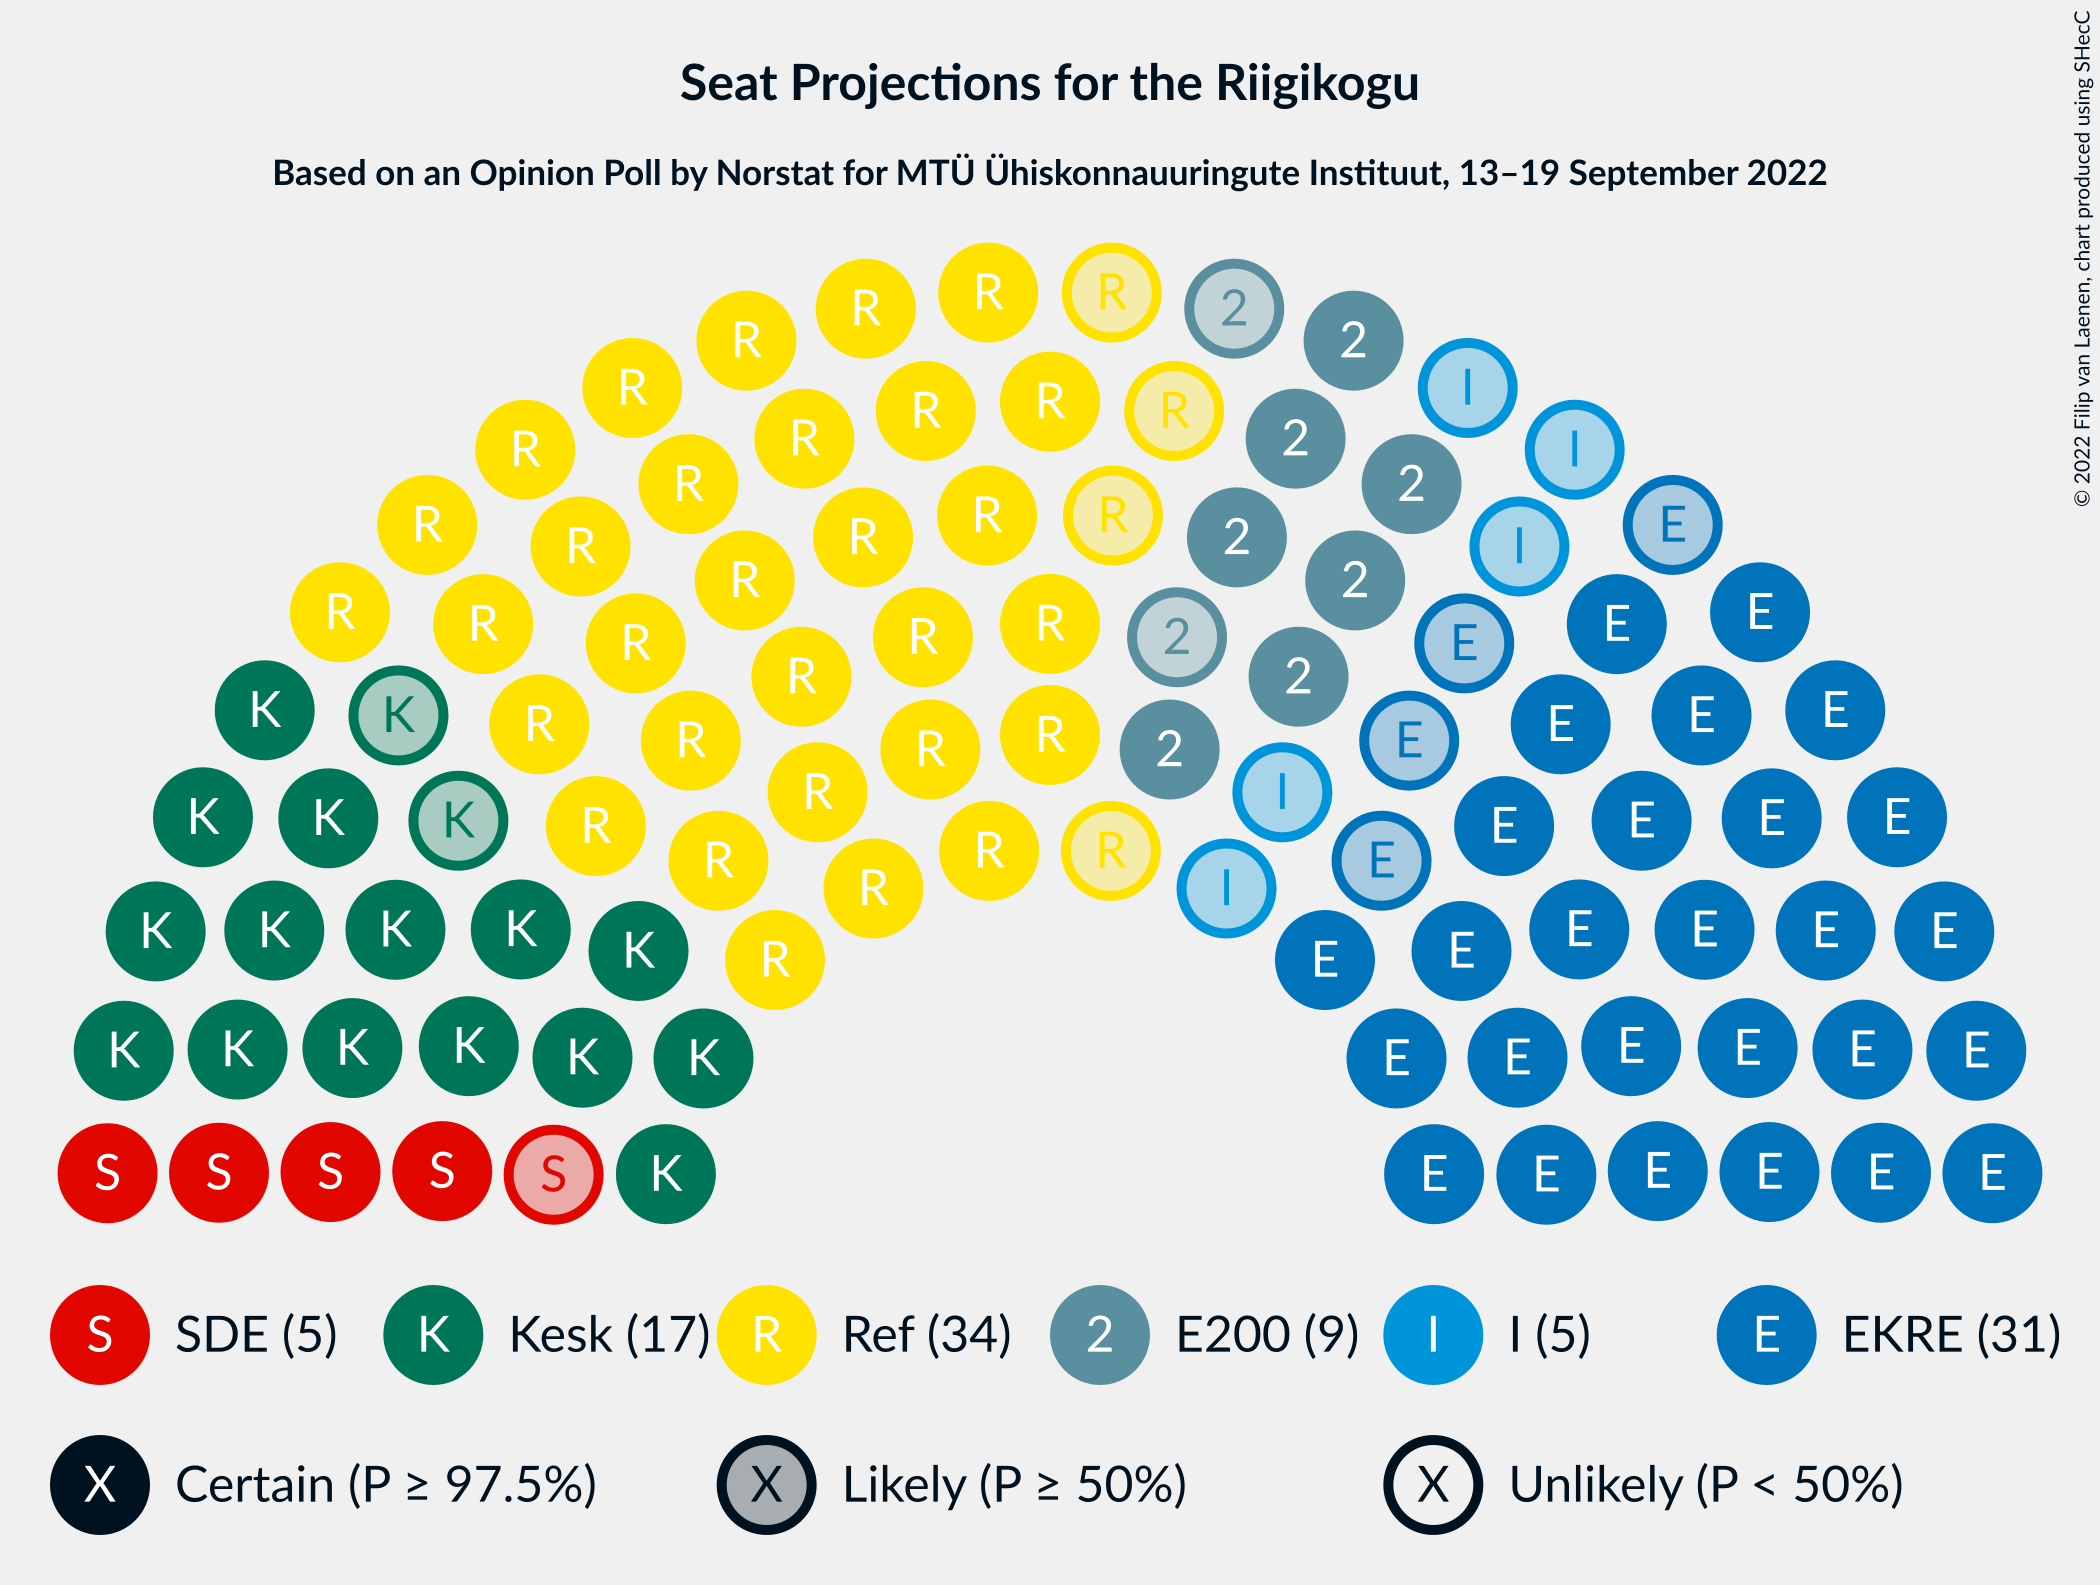 Seat Projections for the Riigikogu
Based on an Opinion Poll by Norstat for MTÜ Ühiskonnauuringute Instituut, 13–19 September 2022
© 2022 Filip van Laenen, chart produced using SHecC
R R 2
R 2
R R I
R R R R I
R R 2 2
R R R 2 E
R R R 2 I
R 2 2
R R R E E
R R R 2 E
R 2
K K R R R R 2 E E E E
K K K R R I E E E E
R R R R E
R I
K K K K K R E E E E E E
K K K K K K E E E E E E
S S S S S K E E E E E E
S SDE (5) K Kesk (17) R Ref (34) 2 E200 (9) I I (5) E EKRE (31)
X Certain (P ≥ 97.5%) X Likely (P ≥ 50%) X Unlikely (P < 50%)